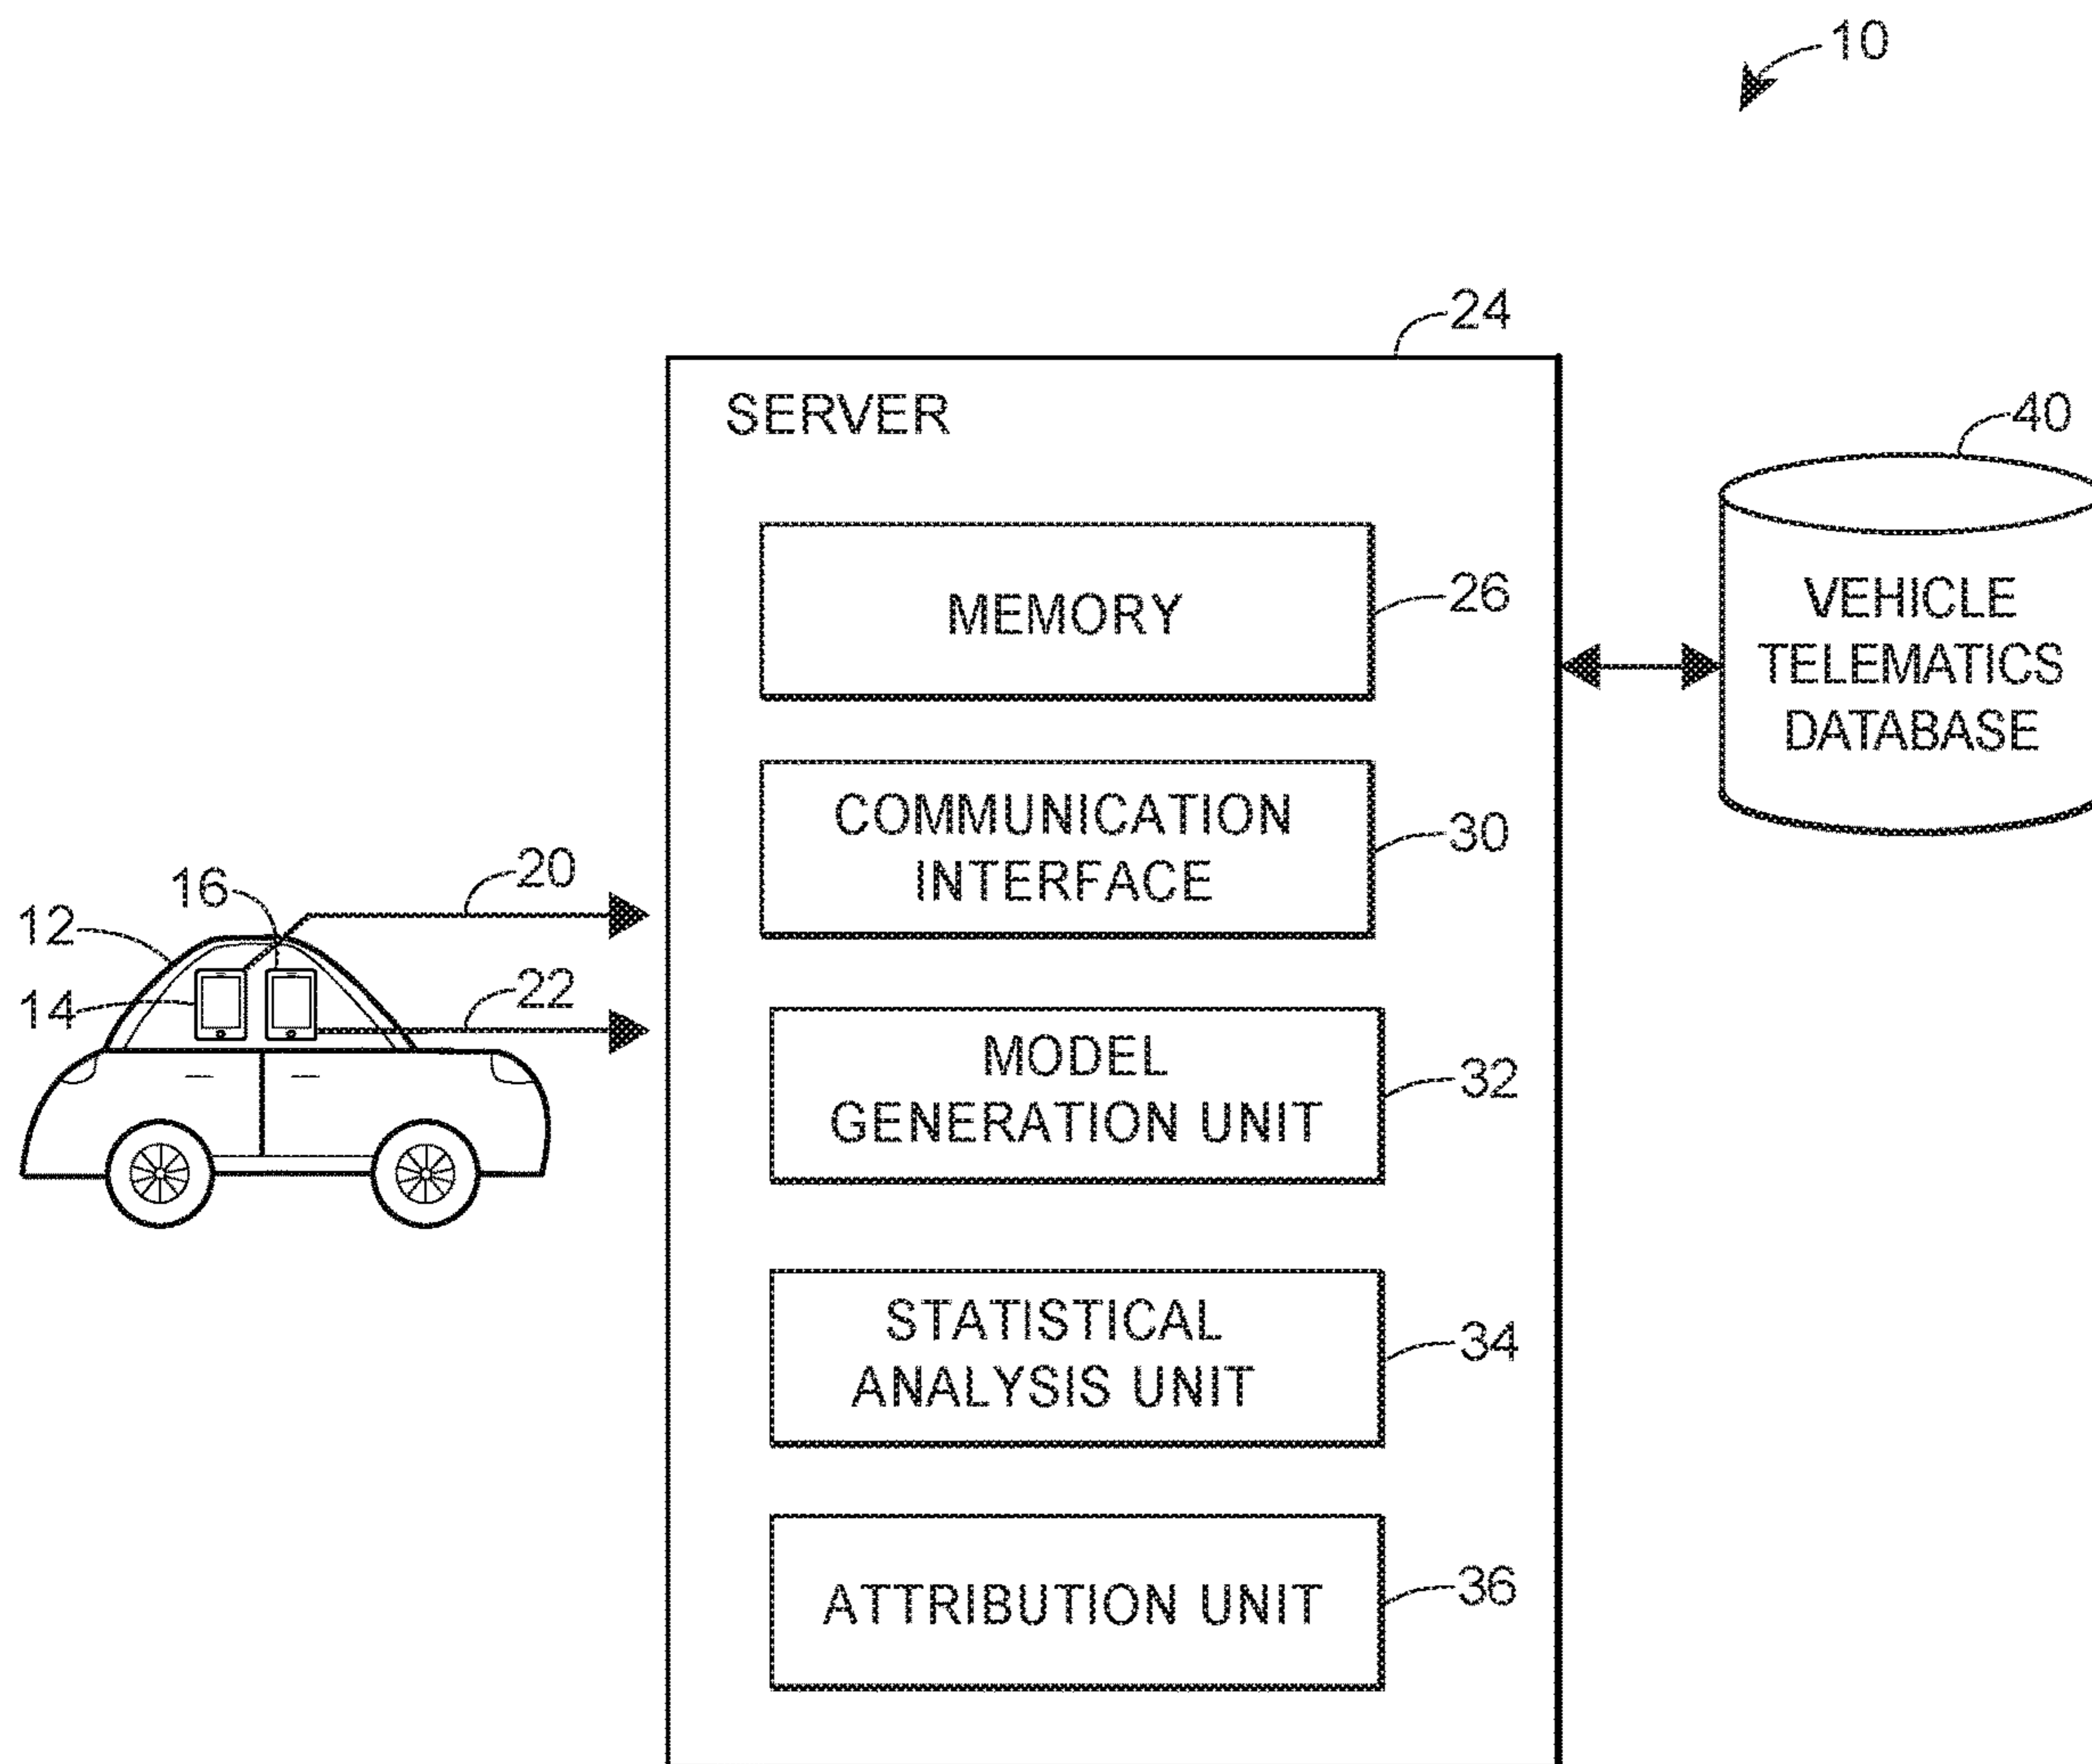 10
24
SERVER
40
MEMORY
26
VEHICLE
TELEMATICS
DATABASE
COMMUNICATION
INTERFACE
30
16
20
12
14
22
MODEL
GENERATION UNIT
32
STATISTICAL
ANALYSIS UNIT
34
ATTRIBUTION UNIT
36